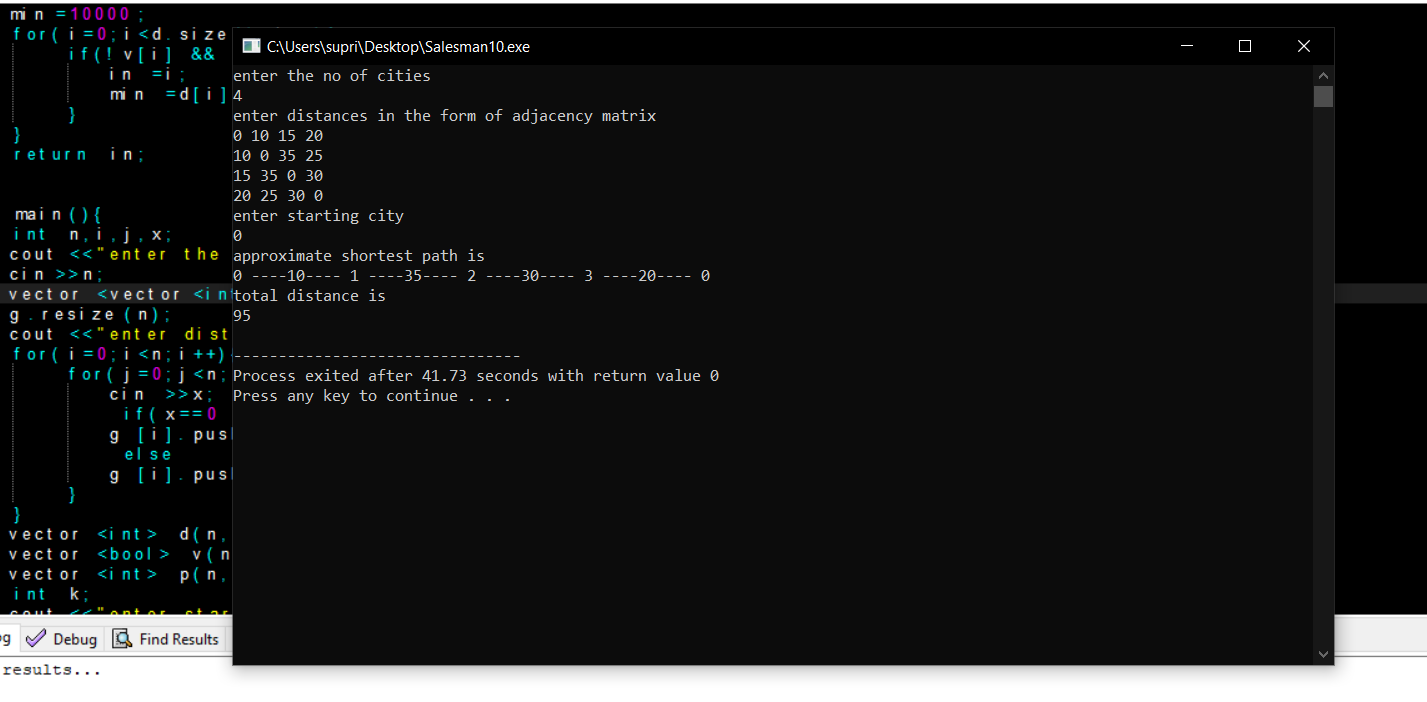 min =10000 ;
for( i =0; i <d. size
if(! v[i] &&
in =i ;
min =d[i]
}
}
return in;
main(){
int n, i , j , x;
cout <<"enter the
cin >>n;
vector <vector <in
g .resize (n);
cout <<"enter dist
for( i =0; i <n; i ++)
for( j =0; j <n;
cin >>x;
if( x==0
g [i]. pus
else
g [i]. pus
}
}
vector <int> d(n,
vector <bool> v(n
vector <int> p(n,
int k;
cout <<"enter star
C:\Users\supri\Desktop\Salesman10.exe
enter the no of cities
4
enter distances in the form of adjacency matrix
0 10 15 20
10 0 35 25
15 35 0 30
20 25 30 0
enter starting city
0
approximate shortest path is
0 ----10---- 1 ----35---- 2 ----30---- 3 ----20---- 0
total distance is
95
--------------------------------
Process exited after 41.73 seconds with return value 0
Press any key to continue . . .
Debug Find Results
results...